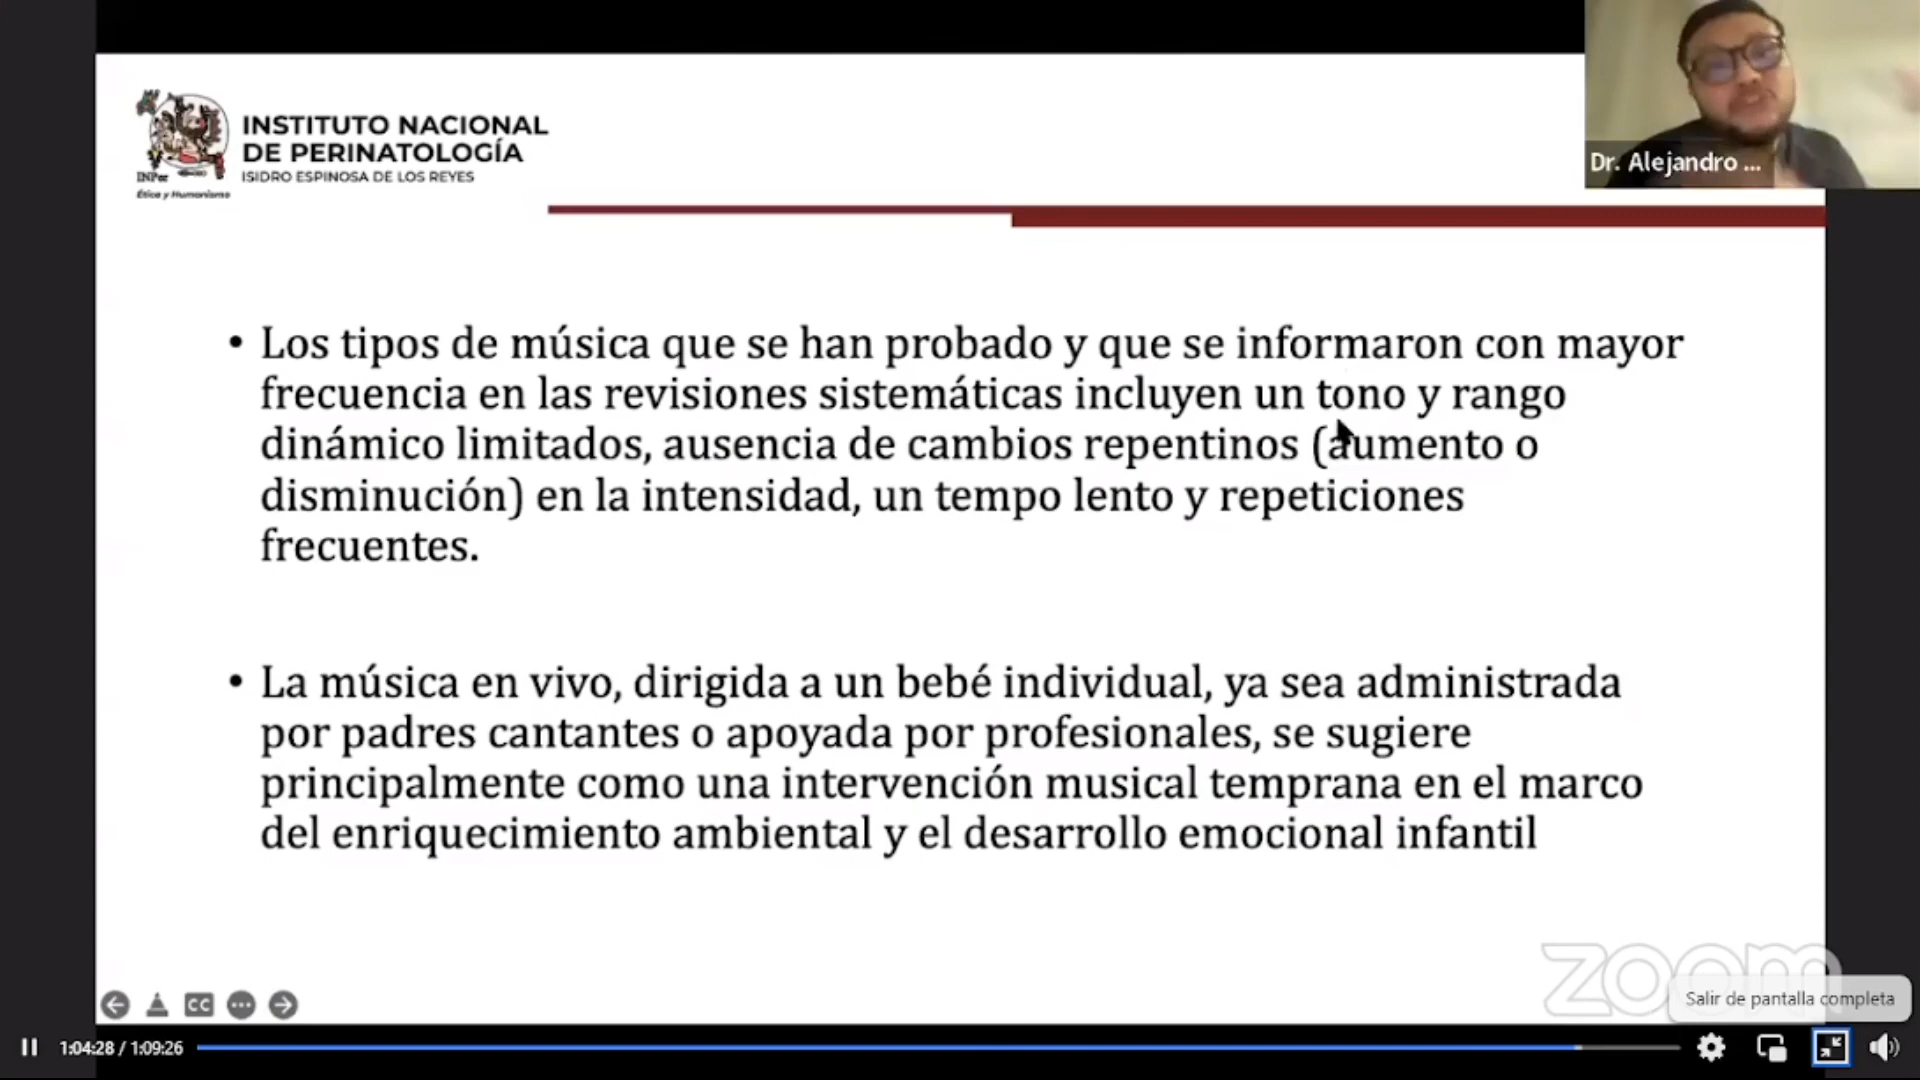 INSTITUTO NACIONAL
DE PERINATOLOGÍA
ISIDRO ESPINOSA DE LOS REYES
INPer
Ética y Humanismo
Dr. Alejandro ...
• Los tipos de música que se han probado y que se informaron con mayor
frecuencia en las revisiones sistemáticas incluyen un tono y rango
dinámico limitados, ausencia de cambios repentinos (aumento o
disminución) en la intensidad, un tempo lento y repeticiones
frecuentes.
• La música en vivo, dirigida a un bebé individual, ya sea administrada
por padres cantantes o apoyada por profesionales, se sugiere
principalmente como una intervención musical temprana en el marco
del enriquecimiento ambiental y el desarrollo emocional infantil
zoom
Salir de pantalla completa
CC
1:04:28 / 1:09:26